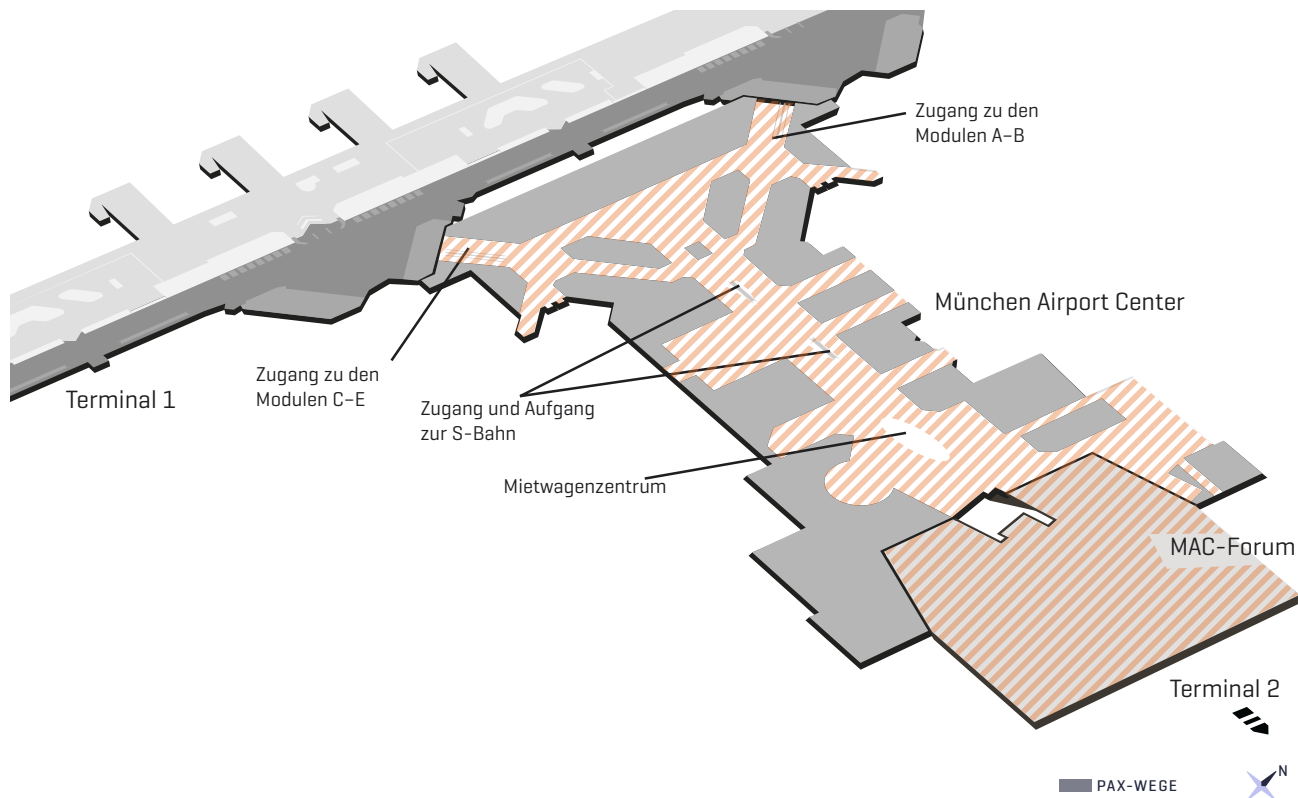 Zugang zu den
Modulen A–B
München Airport Center
Zugang zu den
Modulen C–E
Terminal 1
Zugang und Aufgang
zur S-Bahn
Mietwagenzentrum
MAC-Forum
Terminal 2
PAX-WEGE
N